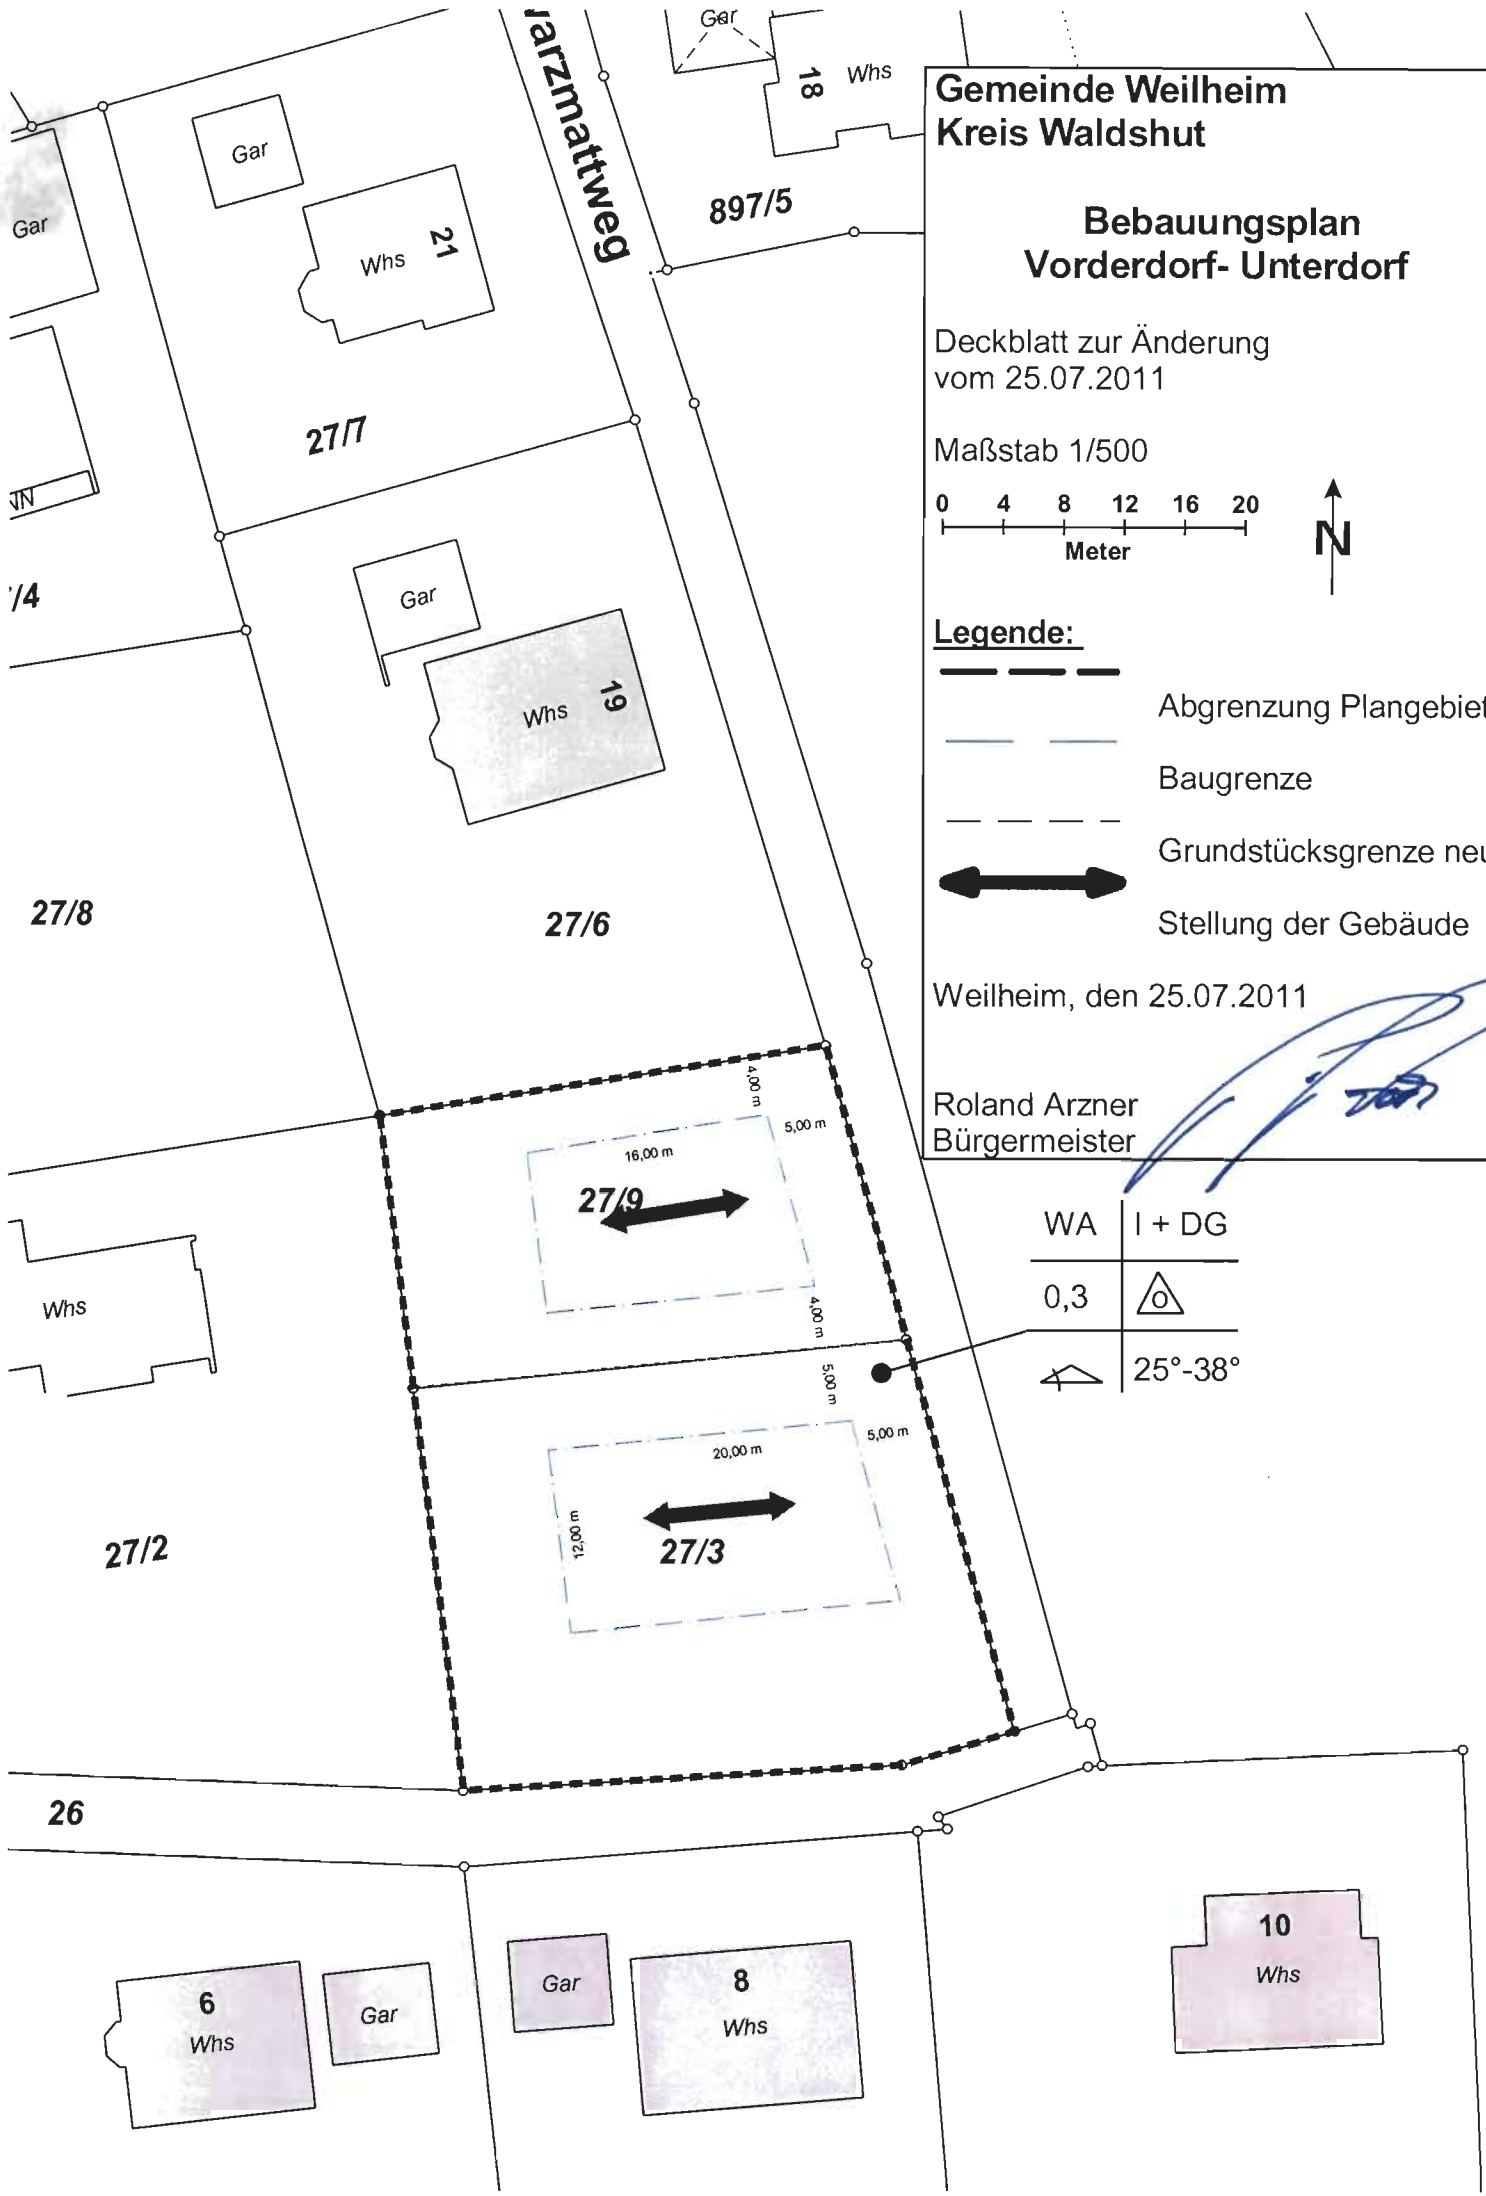 Gemeinde Weilheim
Kreis Waldshut
Bebauungsplan
Vorderdorf- Unterdorf
Deckblatt zur Änderung
vom 25.07.2011
Maßstab 1/500
0 4 8 12 16 20
Meter
N
Legende:
Abgrenzung Plangebiet
Baugrenze
Grundstücksgrenze neu
Stellung der Gebäude
Weilheim, den 25.07.2011
Roland Arzner
Bürgermeister
WA I + DG
0,3 o
25°-38°
varzmattweg
Gar
18 Whs
897/5
Gar
Gar
Whs 21
27/7
/4
Gar
Whs 19
27/8
27/6
4,00 m
5,00 m
16,00 m
27/9
4,00 m
Whs
5,00 m
5,00 m
20,00 m
12,00 m
27/3
27/2
26
6
Whs
Gar
Gar
8
Whs
10
Whs